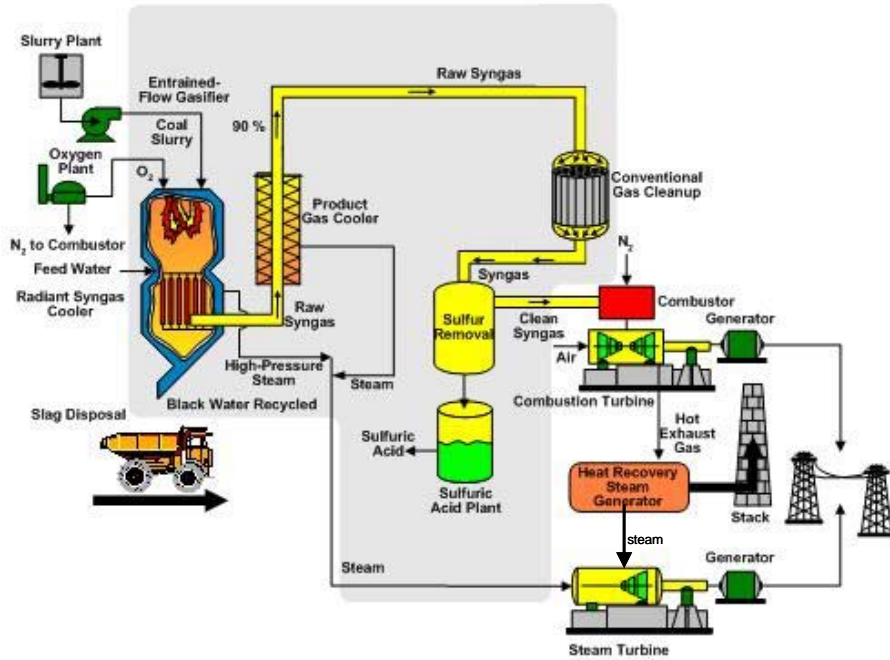 Slurry Plant
Entrained-
Flow Gasifier
Coal
Slurry
Oxygen
Plant
O2
N2 to Combustor
Feed Water
Radiant Syngas
Cooler
90 %
Raw Syngas
Product
Gas Cooler
Conventional
Gas Cleanup
Raw
Syngas
High-Pressure
Steam
Steam
Black Water Recycled
Slag Disposal
Syngas
Sulfur
Removal
Clean
Syngas
N2
Combustor
Air
Generator
Combustion Turbine
Sulfuric
Acid
Sulfuric
Acid Plant
Hot
Exhaust
Gas
Heat Recovery
Steam
Generator
Stack
steam
Steam
Generator
Steam Turbine